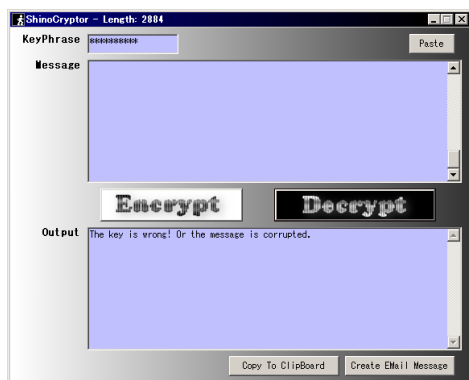 ShinoCryptor - Length: 2884
KeyPhrase
**********
Paste
Message
Encrypt
Decrypt
Output
The key is wrong! Or the message is corrupted.
Copy To ClipBoard
Create EMail Message